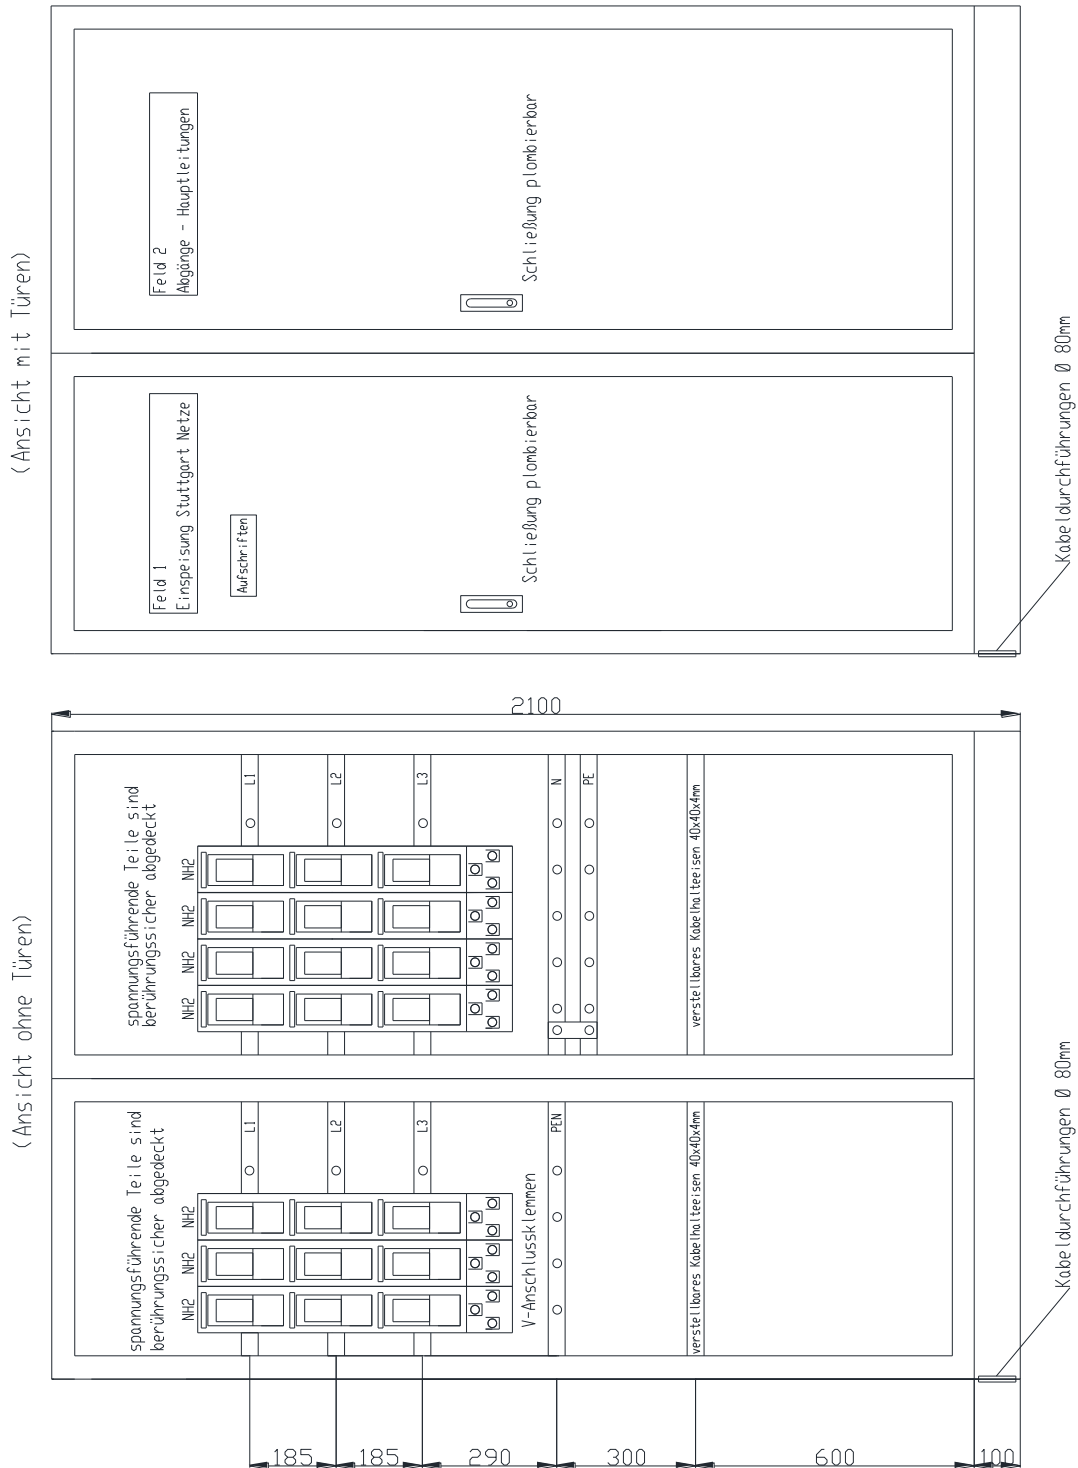 (Ansicht ohne Türen)
spannungsführende Teile sind
berührungssicher abgedeckt
NH2
NH2
NH2
L1
L2
L3
V-Anschlussklemmen
PEN
verstellbares Kabelhalteeisen 40x40x4mm
spannungsführende Teile sind
berührungssicher abgedeckt
NH2
NH2
NH2
NH2
L1
L2
L3
N
PE
verstellbares Kabelhalteeisen 40x40x4mm
185
185
290
300
600
100
2100
Kabeldurchführungen Ø 80mm
(Ansicht mit Türen)
Feld 1
Einspeisung Stuttgart Netze
Aufschriften
Schließung plombierbar
Feld 2
Abgänge - Hauptleitungen
Schließung plombierbar
Kabeldurchführungen Ø 80mm